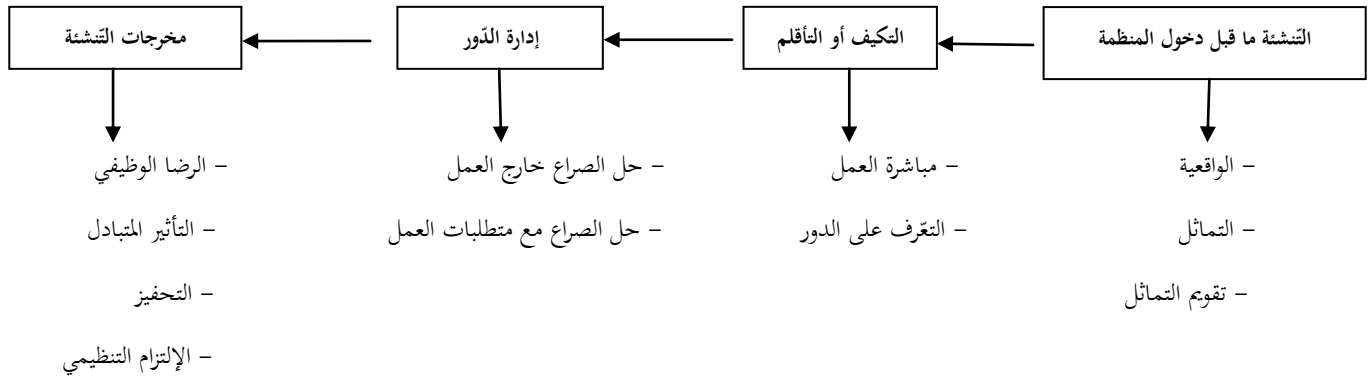 التّنشئة ما قبل دخول المنظمة
التكيف أو التأقلم
إدارة الدّور
مخرجات التّنشئة
– الواقعية
– التماثل
– تقويم التماثل
– مباشرة العمل
– التعّرف على الدور
– حل الصراع خارج العمل
– حل الصراع مع متطلبات العمل
– الرضا الوظيفي
– التأثير المتبادل
– التحفيز
– الإلتزام التنظيمي